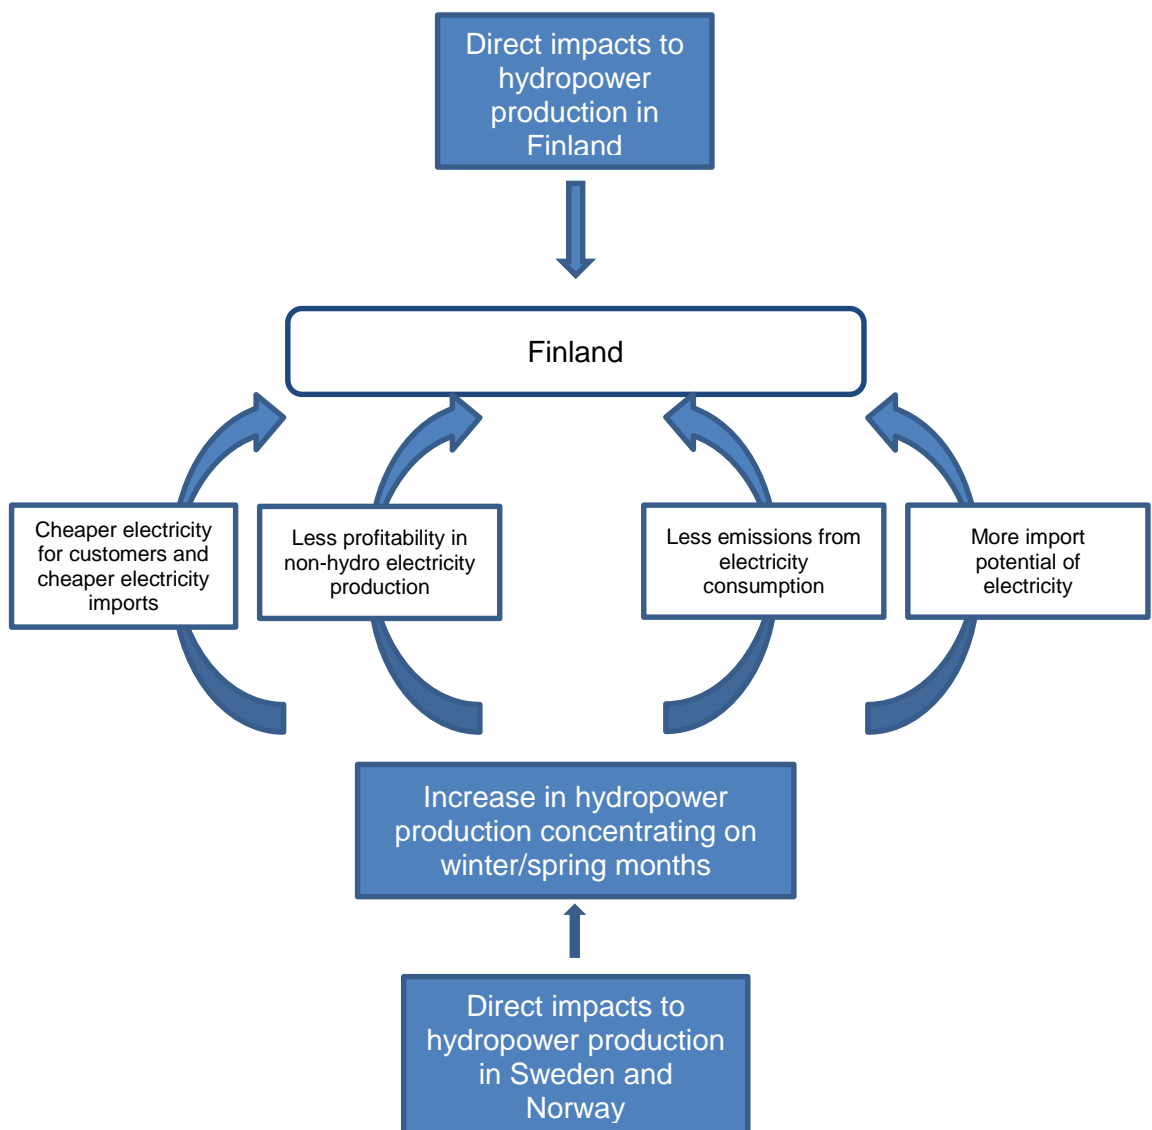 Direct impacts to
hydropower
production in
Finland
Finland
Cheaper electricity
for customers and
cheaper electricity
imports
Less profitability in
non-hydro electricity
production
Less emissions from
electricity
consumption
More import
potential of
electricity
Increase in hydropower
production concentrating on
winter/spring months
Direct impacts to
hydropower production
in Sweden and
Norway